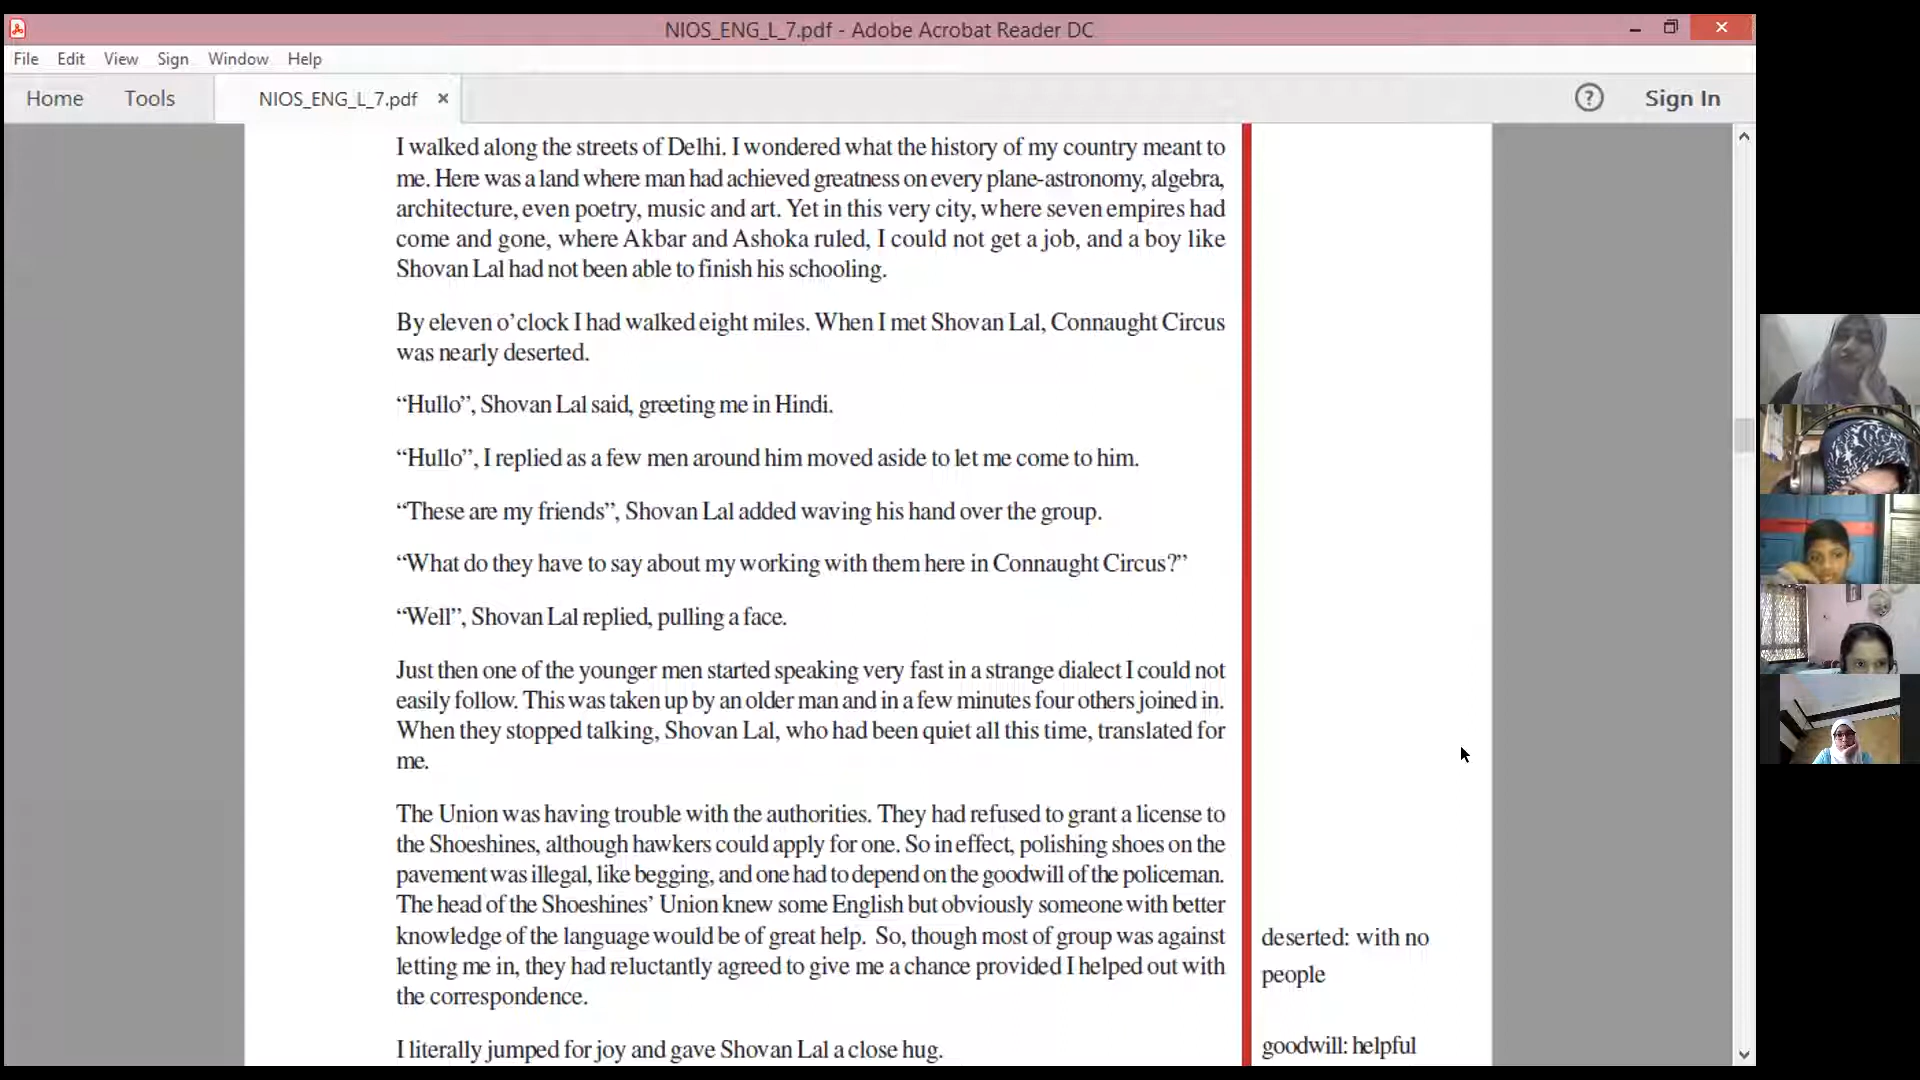 NIOS_ENG_L_7.pdf - Adobe Acrobat Reader DC
File Edit View Sign Window Help
Home Tools NIOS_ENG_L_7.pdf × ? Sign In
I walked along the streets of Delhi. I wondered what the history of my country meant to
me. Here was a land where man had achieved greatness on every plane-astronomy, algebra,
architecture, even poetry, music and art. Yet in this very city, where seven empires had
come and gone, where Akbar and Ashoka ruled, I could not get a job, and a boy like
Shovan Lal had not been able to finish his schooling.
By eleven o’clock I had walked eight miles. When I met Shovan Lal, Connaught Circus
was nearly deserted.
“Hullo”, Shovan Lal said, greeting me in Hindi.
“Hullo”, I replied as a few men around him moved aside to let me come to him.
“These are my friends”, Shovan Lal added waving his hand over the group.
“What do they have to say about my working with them here in Connaught Circus?”
“Well”, Shovan Lal replied, pulling a face.
Just then one of the younger men started speaking very fast in a strange dialect I could not
easily follow. This was taken up by an older man and in a few minutes four others joined in.
When they stopped talking, Shovan Lal, who had been quiet all this time, translated for
me.
The Union was having trouble with the authorities. They had refused to grant a license to
the Shoeshines, although hawkers could apply for one. So in effect, polishing shoes on the
pavement was illegal, like begging, and one had to depend on the goodwill of the policeman.
The head of the Shoeshines’ Union knew some English but obviously someone with better
knowledge of the language would be of great help. So, though most of group was against
letting me in, they had reluctantly agreed to give me a chance provided I helped out with
the correspondence.
I literally jumped for joy and gave Shovan Lal a close hug.
deserted: with no
people
goodwill: helpful